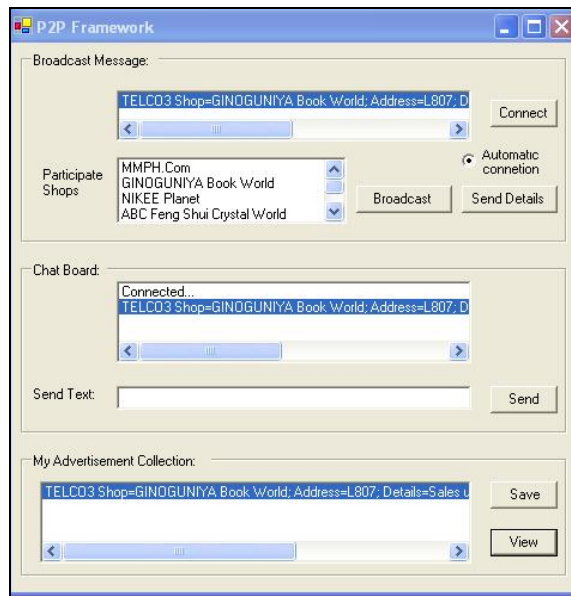 P2P Framework
Broadcast Message:
TELCO3 Shop=GINOGUNIYA Book World; Address=L807; D
Connect
Participate
Shops
MMPH.Com
GINOGUNIYA Book World
NIKEE Planet
ABC Feng Shui Crystal World
Automatic
connetion
Broadcast
Send Details
Chat Board:
Connected...
TELCO3 Shop=GINOGUNIYA Book World; Address=L807; D
Send Text:
Send
My Advertisement Collection:
TELCO3 Shop=GINOGUNIYA Book World; Address=L807; Details=Sales u
Save
View